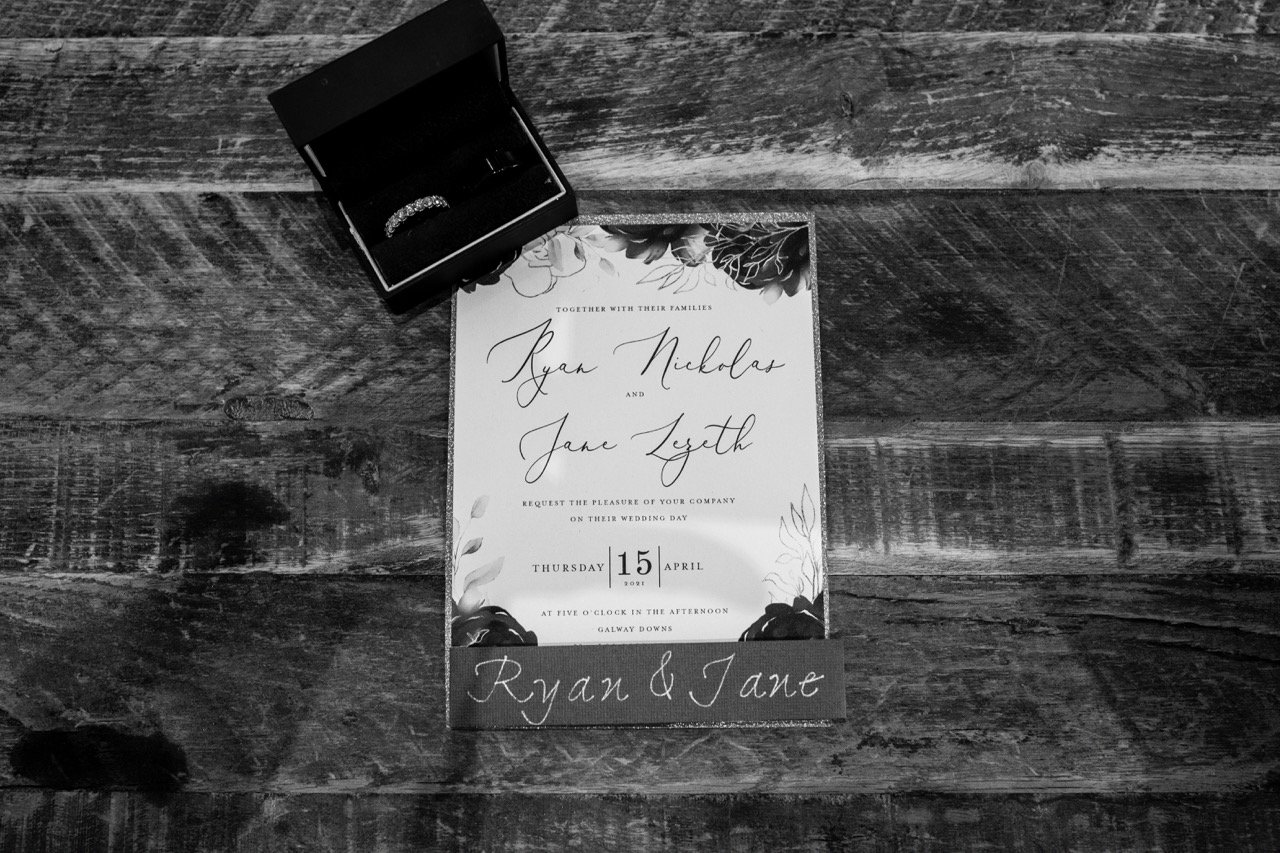 TOGETHER WITH THEIR FAMILIES
Ryan Nickolas
AND
Jane Lezeth
REQUEST THE PLEASURE OF YOUR COMPANY
ON THEIR WEDDING DAY
THURSDAY 15 APRIL
2021
AT FIVE O'CLOCK IN THE AFTERNOON
GALWAY DOWNS
Ryan & Jane